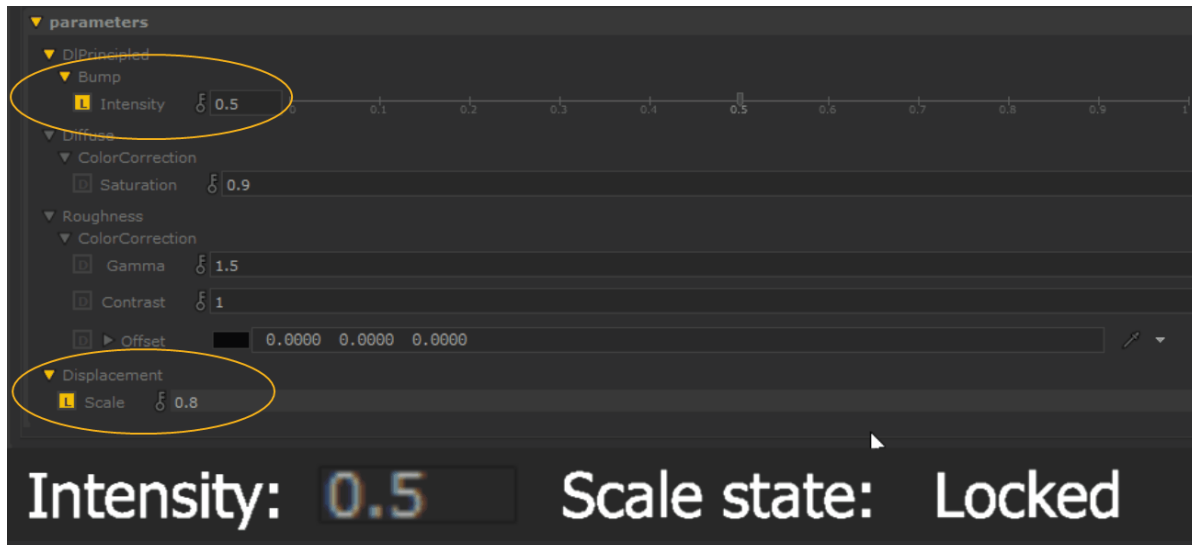 parameters
DlPrincipled
Bump
L Intensity 0.5 0 0.1 0.2 0.3 0.4 0.5 0.6 0.7 0.8 0.9 1
Diffuse
ColorCorrection
D Saturation 0.9
Roughness
ColorCorrection
D Gamma 1.5
D Contrast 1
D Offset 0.0000 0.0000 0.0000
Displacement
L Scale 0.8
Intensity: 0.5 Scale state: Locked